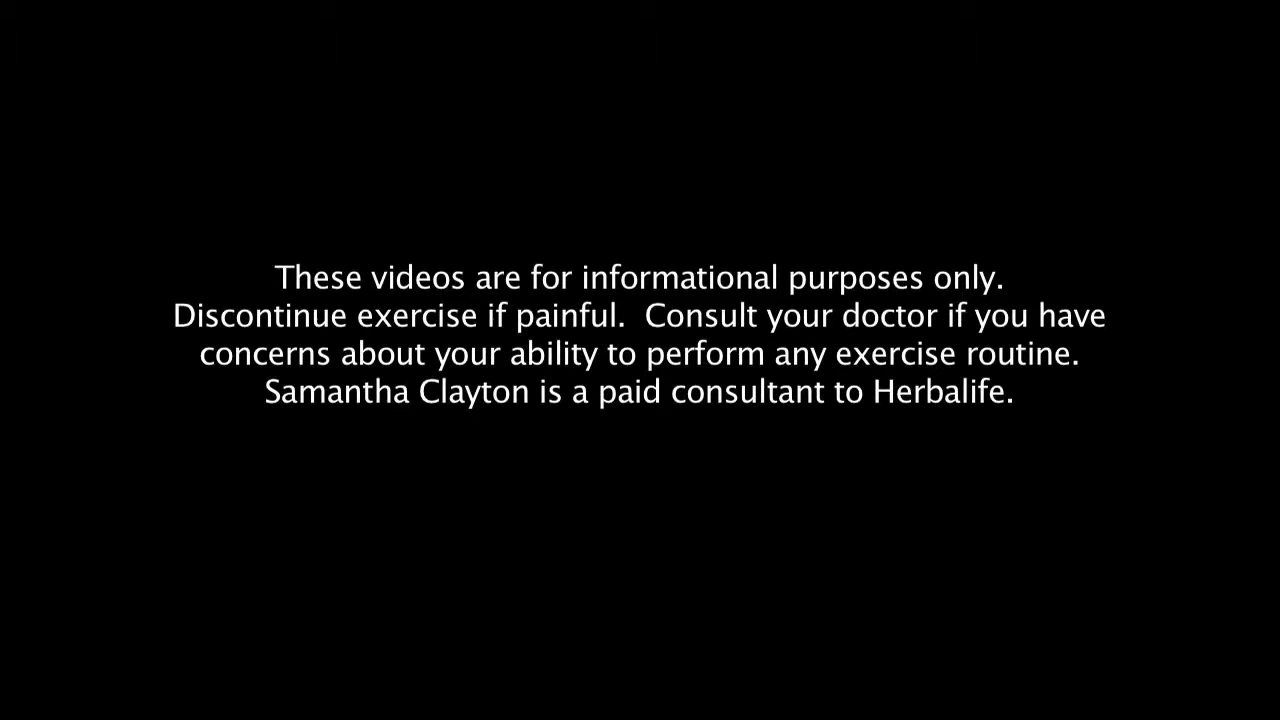 These videos are for informational purposes only.
Discontinue exercise if painful.  Consult your doctor if you have
concerns about your ability to perform any exercise routine.
Samantha Clayton is a paid consultant to Herbalife.